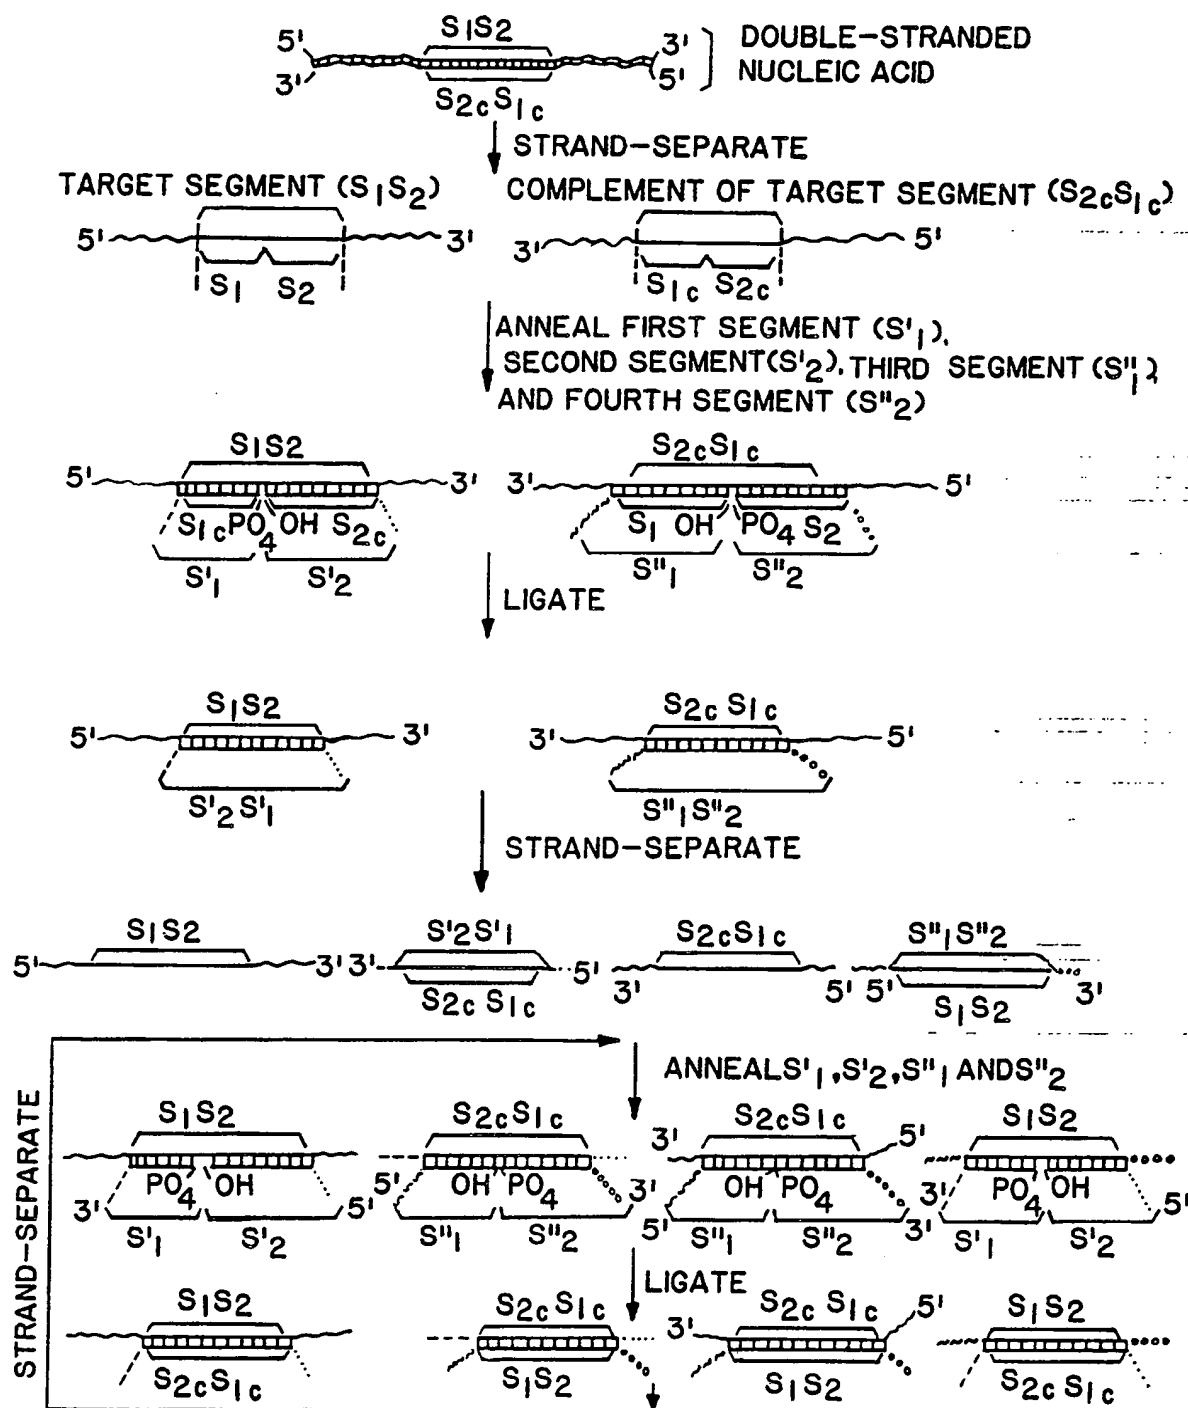 S1S2
5' 3' DOUBLE-STRANDED
3' 5' NUCLEIC ACID
S2cS1c
STRAND-SEPARATE
TARGET SEGMENT (S1S2) COMPLEMENT OF TARGET SEGMENT (S2cS1c)
5' 3' 3' 5'
S1 S2 S1c S2c
ANNEAL FIRST SEGMENT (S'1),
SECOND SEGMENT(S'2), THIRD SEGMENT (S"1)
AND FOURTH SEGMENT (S"2)
S1S2 S2cS1c
5' 3' 3' 5'
S1c PO4 OH S2c S1 OH PO4 S2
S'1 S'2 S"1 S"2
LIGATE
S1S2 S2c S1c
5' 3' 3' 5'
S'2 S'1 S"1S"2
STRAND-SEPARATE
S1S2 S'2S'1 S2cS1c S"1S"2
5' 3' 3' 5' 3' 5' 5' 3'
S2c S1c S1S2
ANNEALS'1,S'2,S"1 ANDS"2
S1S2 S2cS1c S2cS1c S1S2
3' 5'
PO4 OH OH PO4 OH PO4 PO4 OH
3' 5' 5' 3' 5' 3' 3' 5'
S'1 S'2 S"1 S"2 S"1 S"2 S'1 S'2
LIGATE
S1S2 S2c S1c S2c S1c S1S2
3' 5'
S2cS1c S1S2 S1S2 S2c S1c
STRAND-SEPARATE